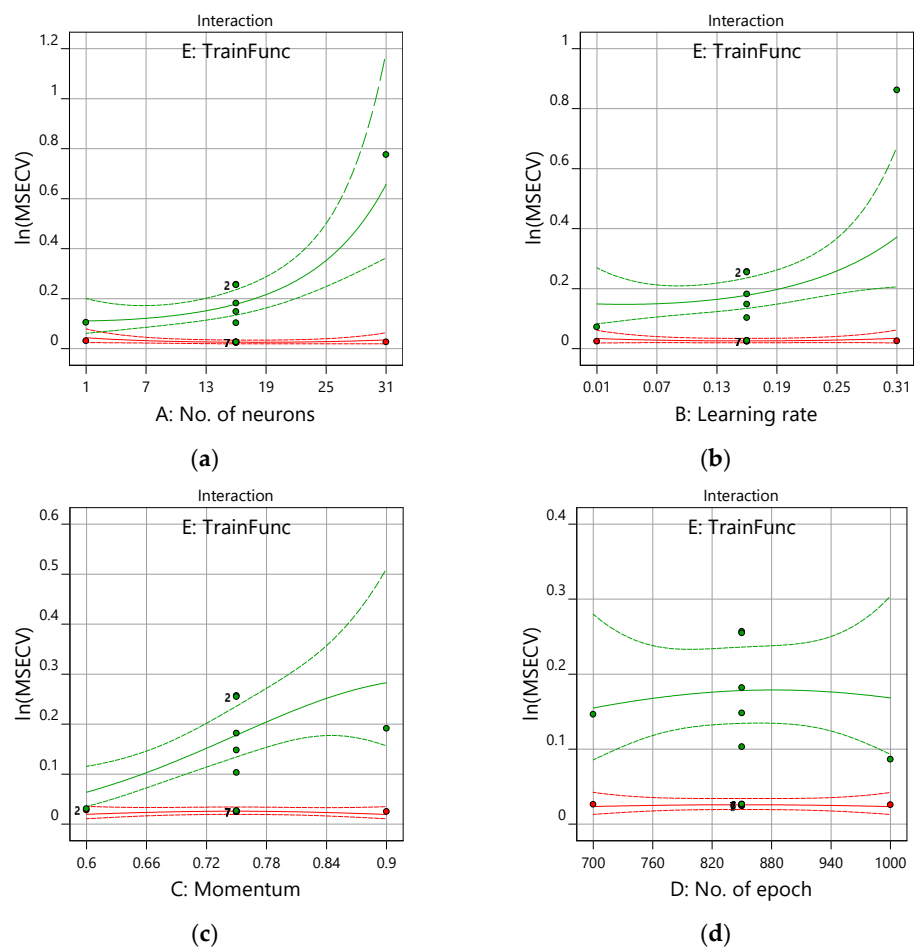 Interaction
E: TrainFunc
1.2
1
0.8
0.6
0.4
0.2
0
ln(MSECV)
2
7
1 7 13 19 25 31
A: No. of neurons
(a)
Interaction
E: TrainFunc
1
0.8
0.6
0.4
0.2
0
ln(MSECV)
2
7
0.01 0.07 0.13 0.19 0.25 0.31
B: Learning rate
(b)
Interaction
E: TrainFunc
0.6
0.5
0.4
0.3
0.2
0.1
0
ln(MSECV)
2
2
7
0.6 0.66 0.72 0.78 0.84 0.9
C: Momentum
(c)
Interaction
E: TrainFunc
0.4
0.3
0.2
0.1
0
ln(MSECV)
700 760 820 880 940 1000
D: No. of epoch
(d)